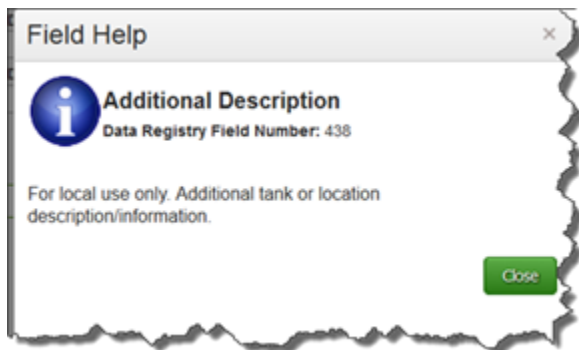 Field Help ×
Additional Description
Data Registry Field Number: 438
For local use only. Additional tank or location
description/information.
Close